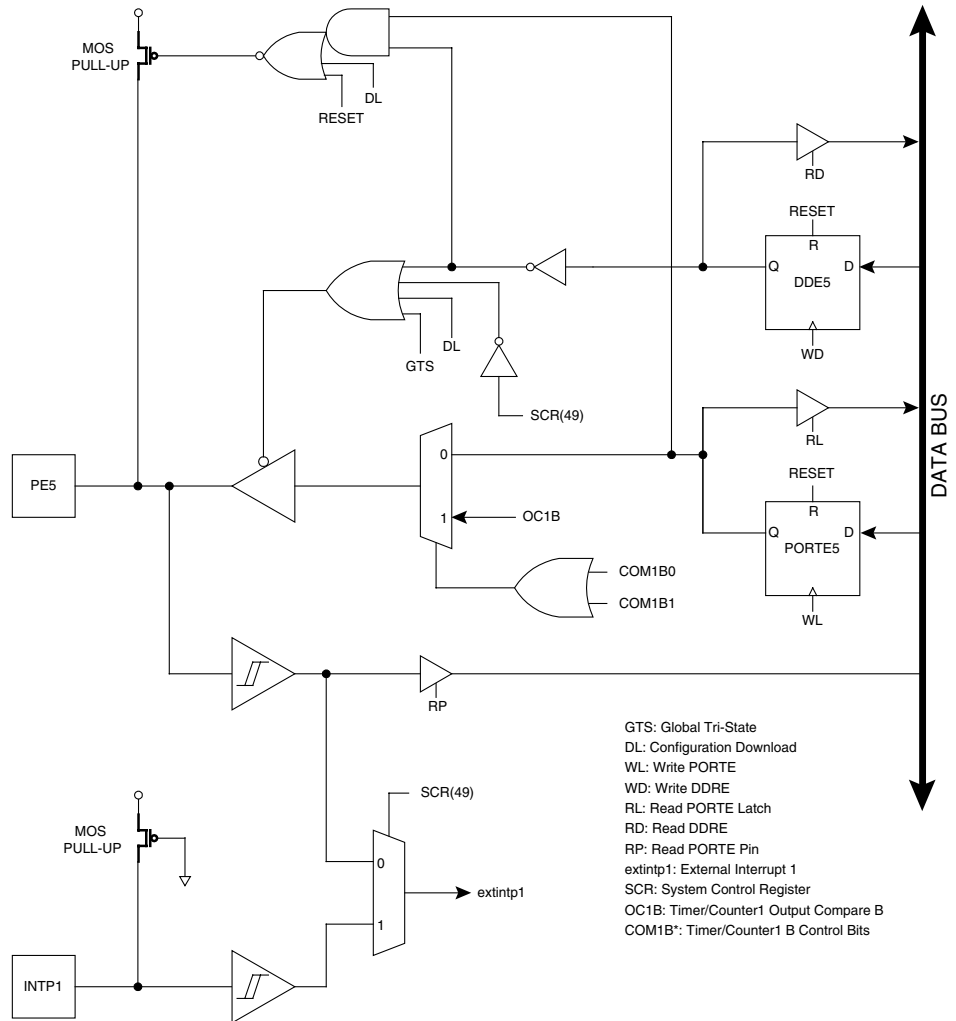 MOS
PULL-UP
DL
RESET
RD
RESET
R
Q
D
DDE5
WD
DL
GTS
SCR(49)
RL
0
PE5
RESET
R
Q
D
PORTE5
1
OC1B
COM1B0
COM1B1
WL
DATA BUS
RP
GTS: Global Tri-State
DL: Configuration Download
WL: Write PORTE
WD: Write DDRE
RL: Read PORTE Latch
RD: Read DDRE
RP: Read PORTE Pin
extintp1: External Interrupt 1
SCR: System Control Register
OC1B: Timer/Counter1 Output Compare B
COM1B*: Timer/Counter1 B Control Bits
SCR(49)
MOS
PULL-UP
0
extintp1
1
INTP1